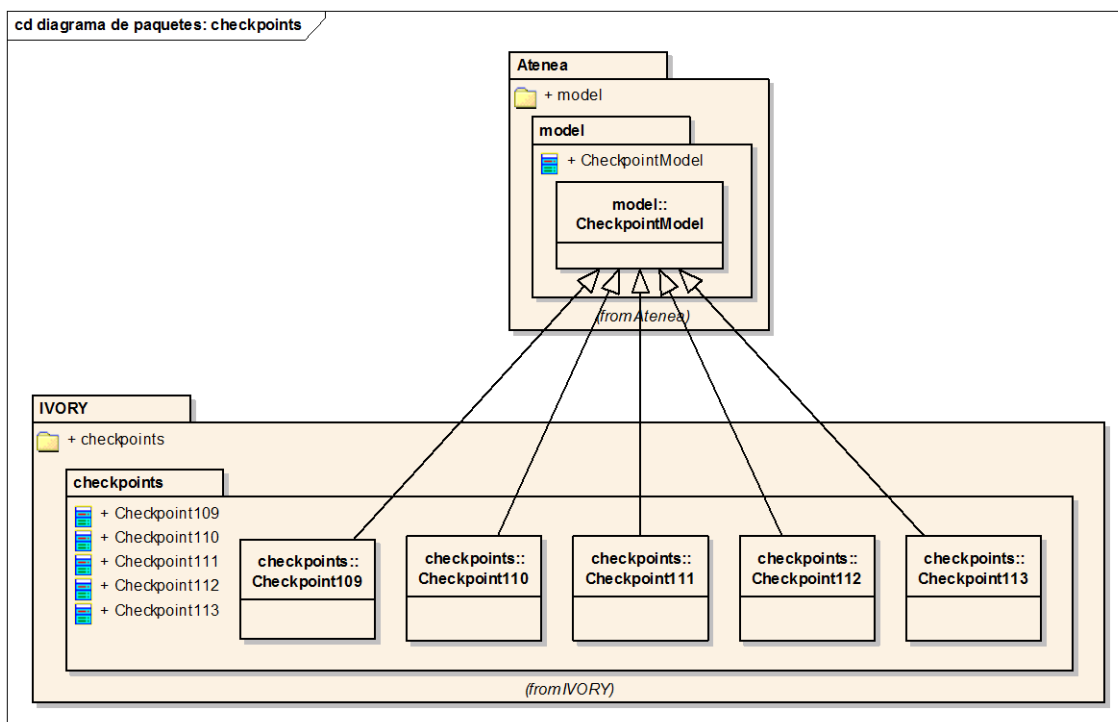 cd diagrama de paquetes: checkpoints
Atenea
+ model
model
+ CheckpointModel
model::
CheckpointModel
(from Atenea)
IVORY
+ checkpoints
checkpoints
+ Checkpoint109
+ Checkpoint110
+ Checkpoint111
+ Checkpoint112
+ Checkpoint113
checkpoints::
Checkpoint109
checkpoints::
Checkpoint110
checkpoints::
Checkpoint111
checkpoints::
Checkpoint112
checkpoints::
Checkpoint113
(from IVORY)